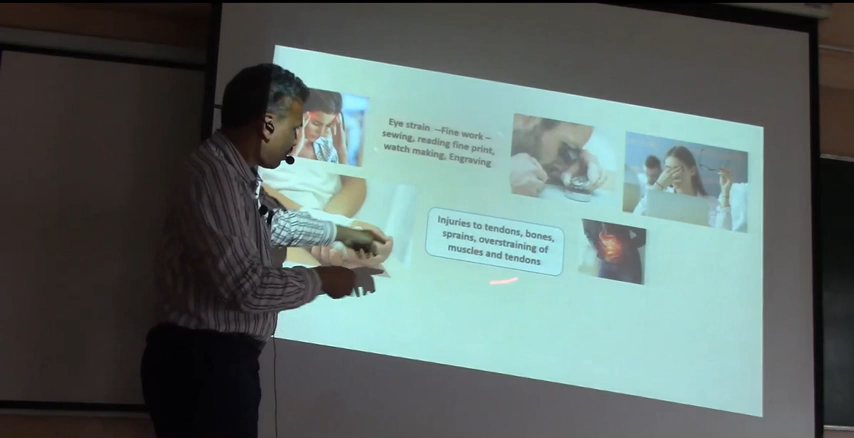 Eye strain –Fine work –
sewing, reading fine print,
watch making, Engraving
Injuries to tendons, bones,
sprains, overstraining of
muscles and tendons